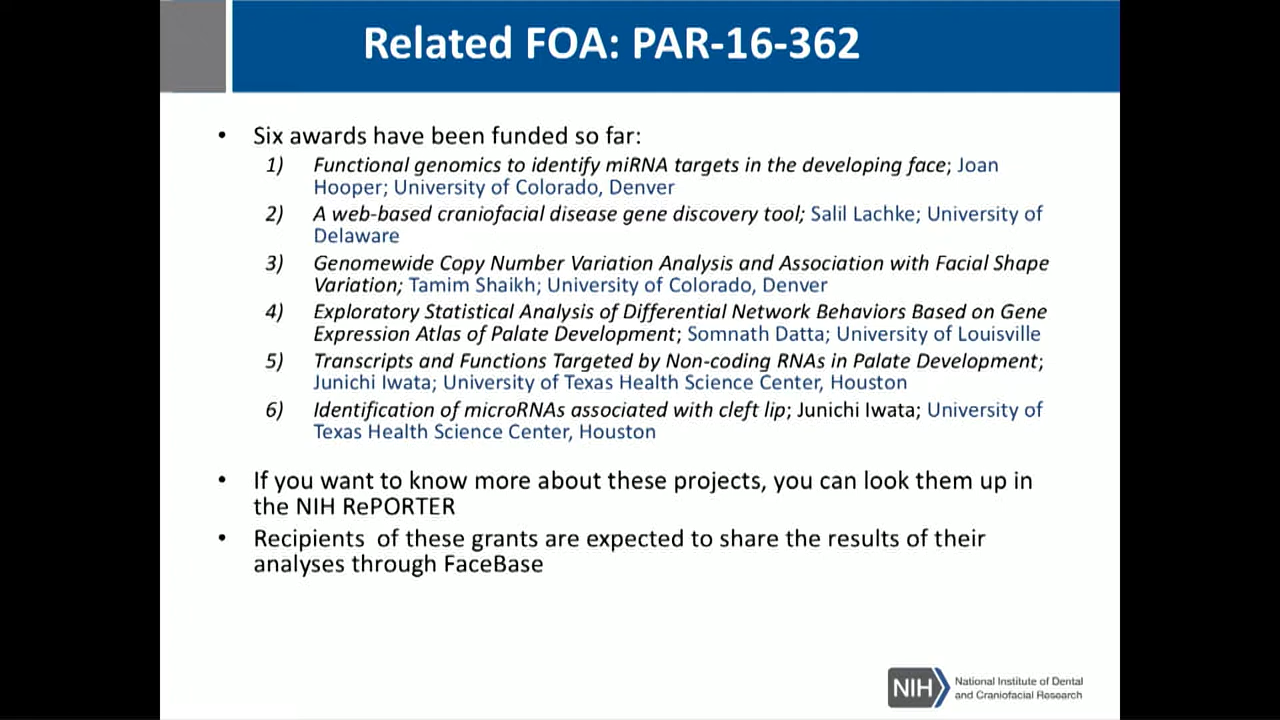 Related FOA: PAR-16-362
• Six awards have been funded so far:
1) Functional genomics to identify miRNA targets in the developing face; Joan
Hooper; University of Colorado, Denver
2) A web-based craniofacial disease gene discovery tool; Salil Lachke; University of
Delaware
3) Genomewide Copy Number Variation Analysis and Association with Facial Shape
Variation; Tamim Shaikh; University of Colorado, Denver
4) Exploratory Statistical Analysis of Differential Network Behaviors Based on Gene
Expression Atlas of Palate Development; Somnath Datta; University of Louisville
5) Transcripts and Functions Targeted by Non-coding RNAs in Palate Development;
Junichi Iwata; University of Texas Health Science Center, Houston
6) Identification of microRNAs associated with cleft lip; Junichi Iwata; University of
Texas Health Science Center, Houston
• If you want to know more about these projects, you can look them up in
the NIH RePORTER
• Recipients of these grants are expected to share the results of their
analyses through FaceBase
NIH National Institute of Dental
and Craniofacial Research